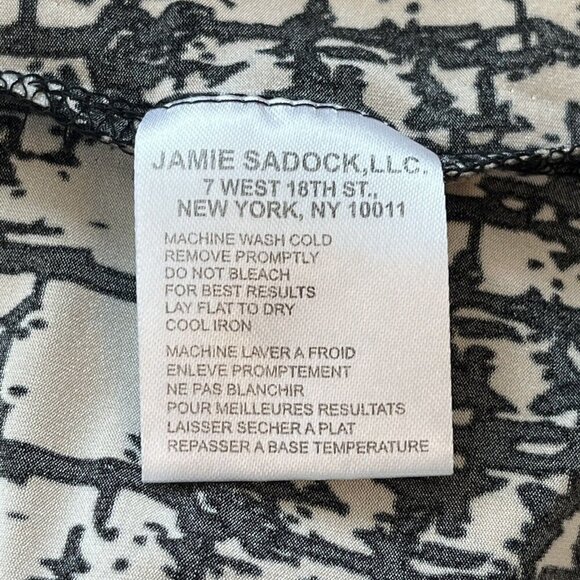 JAMIE SADOCK,LLC.
7 WEST 18TH ST.,
NEW YORK, NY 10011
MACHINE WASH COLD
REMOVE PROMPTLY
DO NOT BLEACH
FOR BEST RESULTS
LAY FLAT TO DRY
COOL IRON
MACHINE LAVER A FROID
ENLEVE PROMPTEMENT
NE PAS BLANCHIR
POUR MEILLEURES RESULTATS
LAISSER SECHER A PLAT
REPASSER A BASE TEMPERATURE